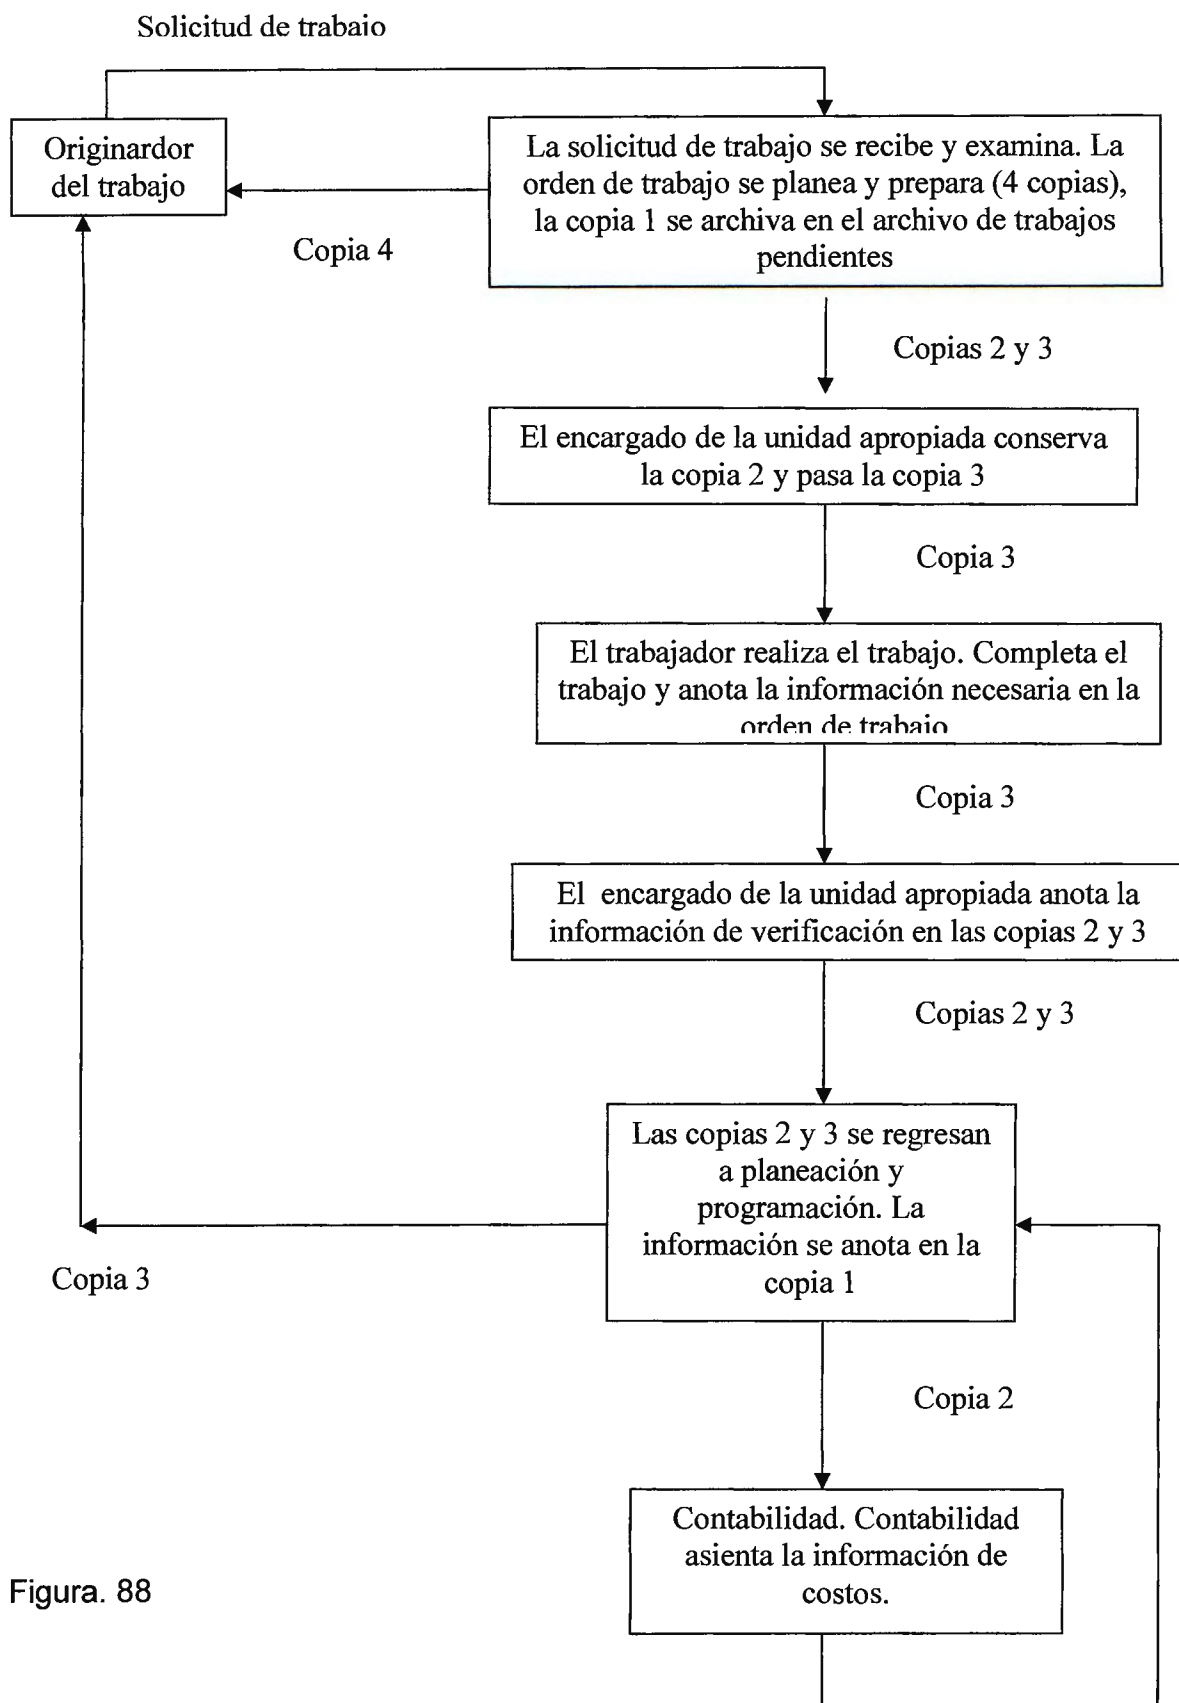 Solicitud de trabajo
Originardor
del trabajo
La solicitud de trabajo se recibe y examina. La
orden de trabajo se planea y prepara (4 copias),
la copia 1 se archiva en el archivo de trabajos
pendientes
Copia 4
Copias 2 y 3
El encargado de la unidad apropiada conserva
la copia 2 y pasa la copia 3
Copia 3
El trabajador realiza el trabajo. Completa el
trabajo y anota la información necesaria en la
orden de trabajo
Copia 3
El encargado de la unidad apropiada anota la
información de verificación en las copias 2 y 3
Copias 2 y 3
Las copias 2 y 3 se regresan
a planeación y
programación. La
información se anota en la
copia 1
Copia 3
Copia 2
Contabilidad. Contabilidad
asienta la información de
costos.
Figura. 88